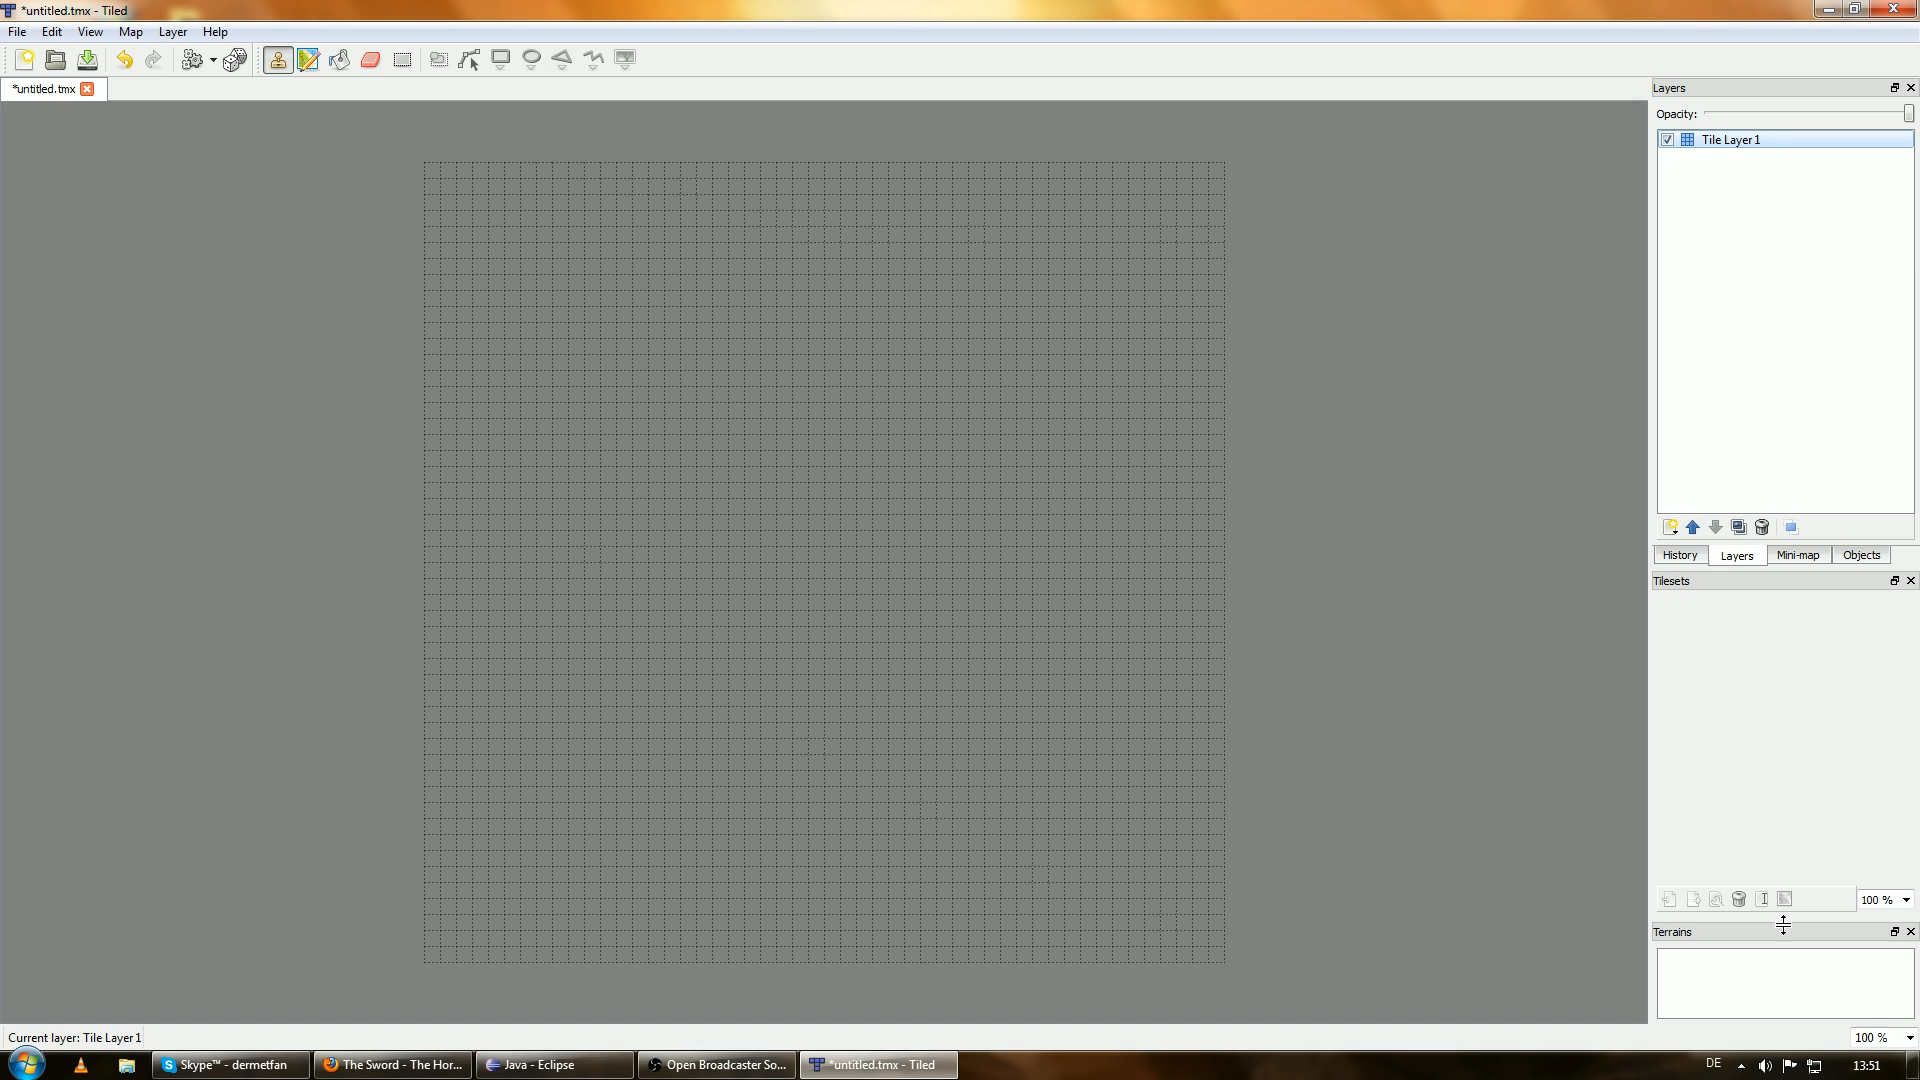 *untitled.tmx - Tiled
File Edit View Map Layer Help
*untitled.tmx
Layers
Opacity:
Tile Layer 1
History Layers Mini-map Objects
Tilesets
100 %
Terrains
Current layer: Tile Layer 1
100 %
Skype™ - dermetfan
The Sword - The Hor...
Java - Eclipse
Open Broadcaster So...
*untitled.tmx - Tiled
DE
13:51